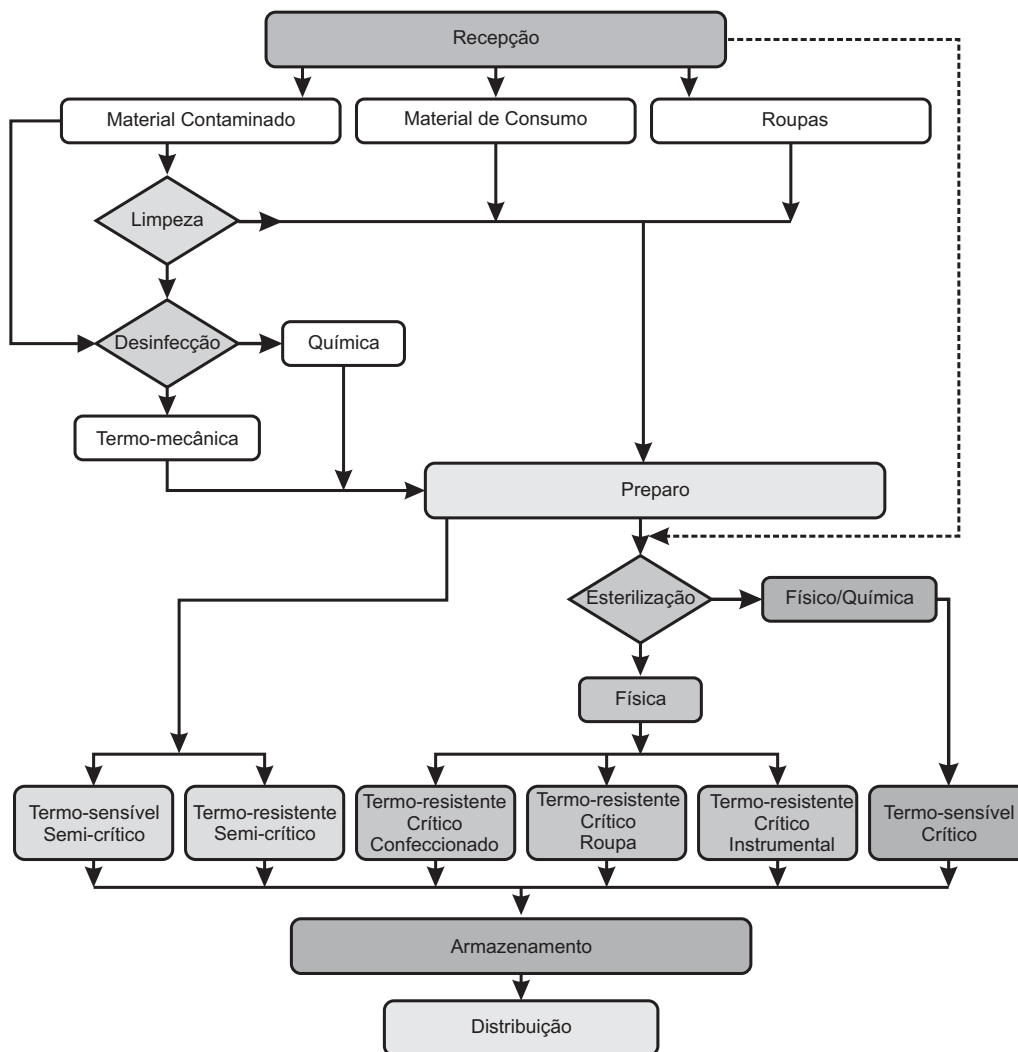 Recepção
Material Contaminado
Material de Consumo
Roupas
Limpeza
Desinfecção
Química
Termo-mecânica
Preparo
Esterilização
Físico/Química
Física
Termo-sensível
Semi-crítico
Termo-resistente
Semi-crítico
Termo-resistente
Crítico
Confeccionado
Termo-resistente
Crítico
Roupa
Termo-resistente
Crítico
Instrumental
Termo-sensível
Crítico
Armazenamento
Distribuição